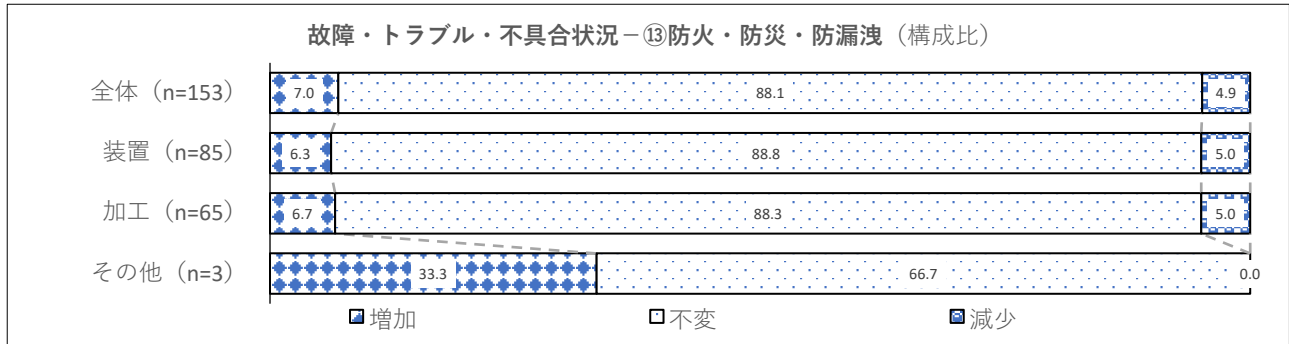 故障・トラブル・不具合状況－⑬防火・防災・防漏洩（構成比）
全体（n=153） 7.0 88.1 4.9
装置（n=85） 6.3 88.8 5.0
加工（n=65） 6.7 88.3 5.0
その他（n=3） 33.3 66.7 0.0
増加 不変 減少